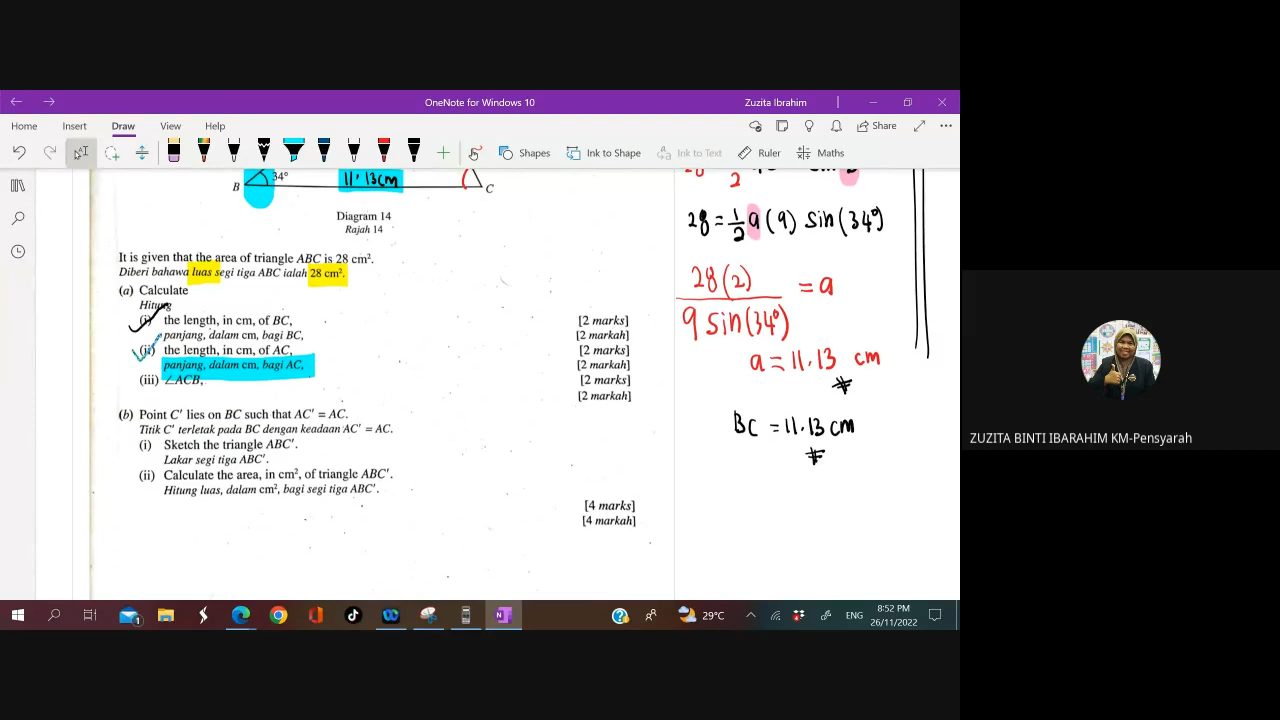 OneNote for Windows 10
Zuzita Ibrahim
Home
Insert
Draw
View
Help
Share
Shapes
Ink to Shape
Ink to Text
Ruler
Maths
B
34°
11.13cm
C
Diagram 14
Rajah 14
It is given that the area of triangle ABC is 28 cm².
Diberi bahawa luas segi tiga ABC ialah 28 cm².
(a) Calculate
Hitung
(i) the length, in cm, of BC, [2 marks]
panjang, dalam cm, bagi BC, [2 markah]
(ii) the length, in cm, of AC, [2 marks]
panjang, dalam cm, bagi AC, [2 markah]
(iii) ∠ACB, [2 marks]
[2 markah]
(b) Point C′ lies on BC such that AC′ = AC.
Titik C′ terletak pada BC dengan keadaan AC′ = AC.
(i) Sketch the triangle ABC′.
Lakar segi tiga ABC′.
(ii) Calculate the area, in cm², of triangle ABC′.
Hitung luas, dalam cm², bagi segi tiga ABC′.
[4 marks]
[4 markah]
28 = 1/2 a (9) sin (34°)
28(2) / 9 sin(34°) = a
a = 11.13 cm
BC = 11.13 cm
ZUZITA BINTI IBARAHIM KM-Pensyarah
1
29°C
ENG
8:52 PM
26/11/2022